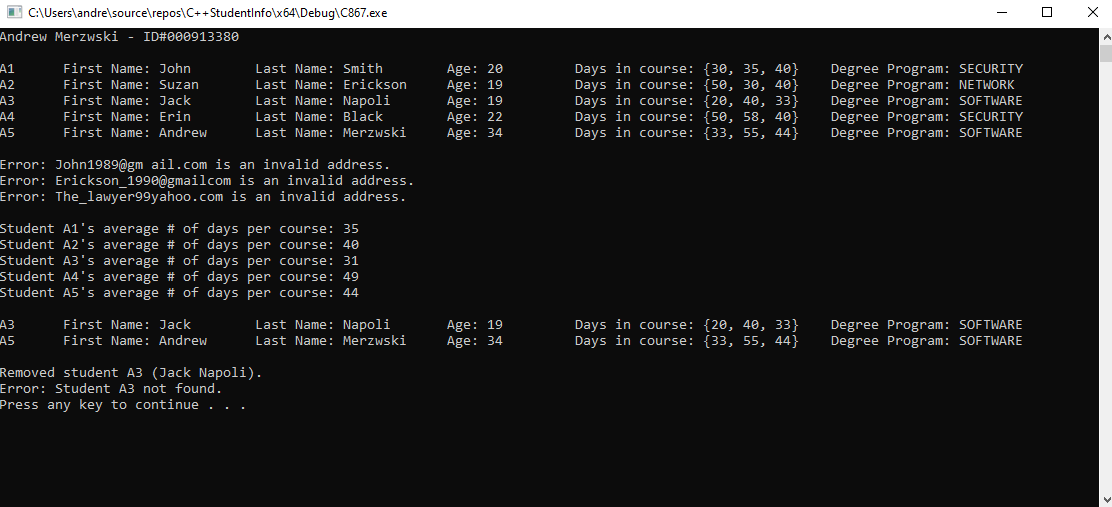 C:\Users\andre\source\repos\C++StudentInfo\x64\Debug\C867.exe
Andrew Merzwski - ID#000913380
A1 First Name: John Last Name: Smith Age: 20 Days in course: {30, 35, 40} Degree Program: SECURITY
A2 First Name: Suzan Last Name: Erickson Age: 19 Days in course: {50, 30, 40} Degree Program: NETWORK
A3 First Name: Jack Last Name: Napoli Age: 19 Days in course: {20, 40, 33} Degree Program: SOFTWARE
A4 First Name: Erin Last Name: Black Age: 22 Days in course: {50, 58, 40} Degree Program: SECURITY
A5 First Name: Andrew Last Name: Merzwski Age: 34 Days in course: {33, 55, 44} Degree Program: SOFTWARE
Error: John1989@gm ail.com is an invalid address.
Error: Erickson_1990@gmailcom is an invalid address.
Error: The_lawyer99yahoo.com is an invalid address.
Student A1's average # of days per course: 35
Student A2's average # of days per course: 40
Student A3's average # of days per course: 31
Student A4's average # of days per course: 49
Student A5's average # of days per course: 44
A3 First Name: Jack Last Name: Napoli Age: 19 Days in course: {20, 40, 33} Degree Program: SOFTWARE
A5 First Name: Andrew Last Name: Merzwski Age: 34 Days in course: {33, 55, 44} Degree Program: SOFTWARE
Removed student A3 (Jack Napoli).
Error: Student A3 not found.
Press any key to continue . . .